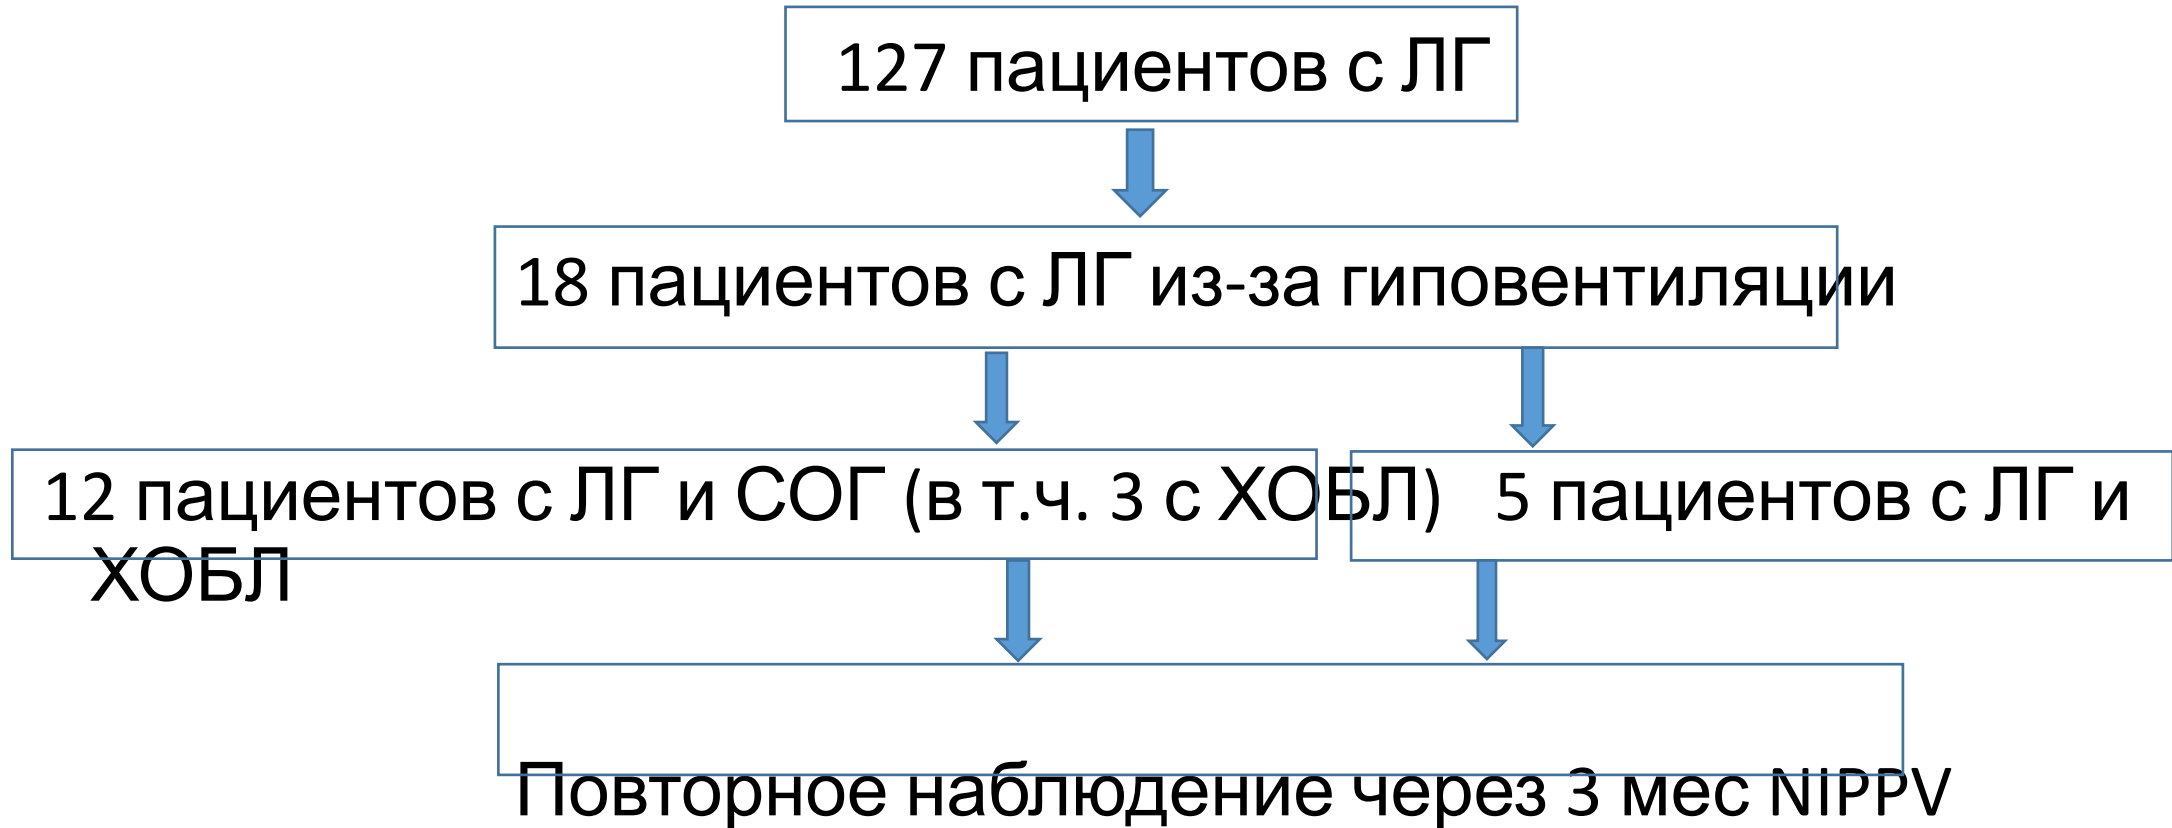 127 пациентов с ЛГ
18 пациентов с ЛГ из-за гиповентиляции
12 пациентов с ЛГ и СОГ (в т.ч. 3 с ХОБЛ) 5 пациентов с ЛГ и
ХОБЛ
Повторное наблюдение через 3 мес NIPPV